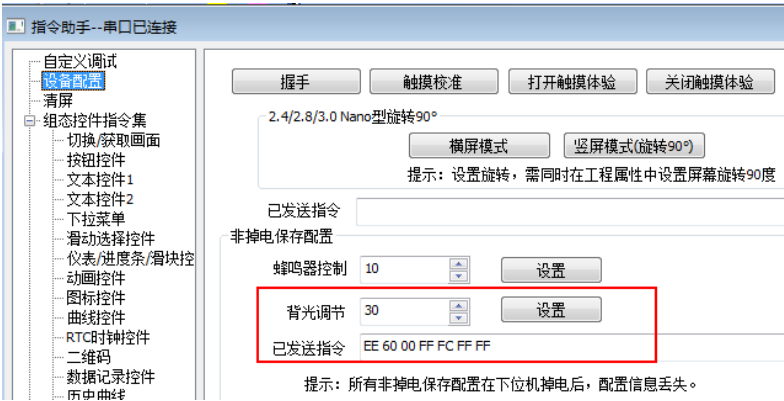 指令助手--串口已连接
自定义调试
设备配置
清屏
组态控件指令集
切换/获取画面
按钮控件
文本控件1
文本控件2
下拉菜单
滑动选择控件
仪表/进度条/滑块控
动画控件
图标控件
曲线控件
RTC时钟控件
二维码
数据记录控件
历史曲线
握手 触摸校准 打开触摸体验 关闭触摸体验
2.4/2.8/3.0 Nano型旋转90°
横屏模式 竖屏模式(旋转90°)
提示：设置旋转，需同时在工程属性中设置屏幕旋转90度
已发送指令
非掉电保存配置
蜂鸣器控制 10 设置
背光调节 30 设置
已发送指令 EE 60 00 FF FC FF FF
提示：所有非掉电保存配置在下位机掉电后，配置信息丢失。